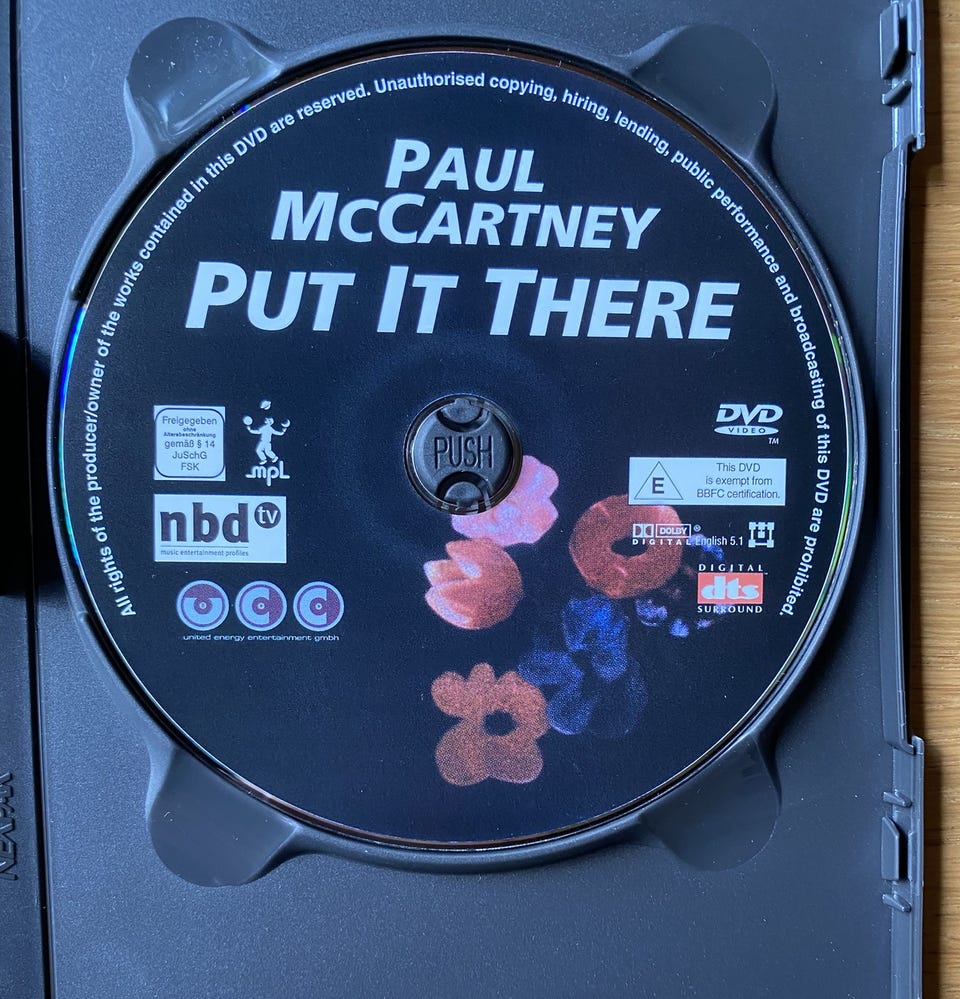 All rights of the producer/owner of the works contained in this DVD are reserved. Unauthorised copying, hiring, lending, public performance and broadcasting of this DVD are prohibited.
PAUL
MCCARTNEY
PUT IT THERE
Freigegeben
ohne
Altersbeschränkung
gemäß § 14
JuSchG
FSK
mpL
DVD
VIDEO
TM
PUSH
E
This DVD
is exempt from
BBFC certification.
nbd tv
music entertainment profiles
DOLBY ®
DIGITAL English 5.1
DIGITAL
dts
SURROUND
united energy entertainment gmbh
NEXPAK